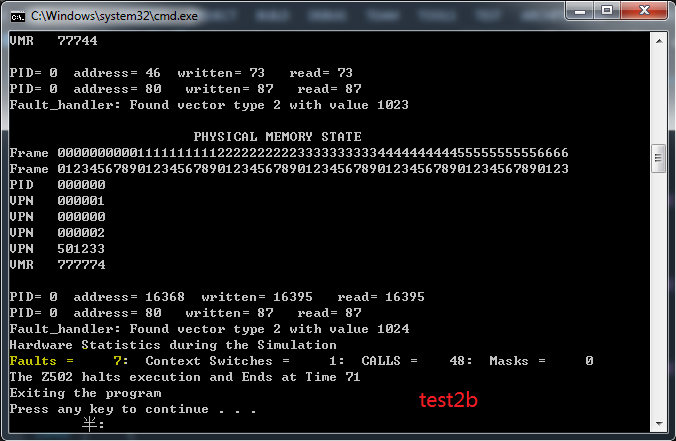 C:\Windows\system32\cmd.exe
VMR   77744
PID= 0  address= 46  written= 73   read= 73
PID= 0  address= 80   written= 87   read= 87
Fault_handler: Found vector type 2 with value 1023
PHYSICAL MEMORY STATE
Frame 0000000000111111111122222222223333333333444444444455555555556666
Frame 0123456789012345678901234567890123456789012345678901234567890123
PID   000000
VPN   000001
VPN   000000
VPN   000002
VPN   501233
VMR   777774
PID= 0  address= 16368  written= 16395   read= 16395
PID= 0  address= 80   written= 87   read= 87
Fault_handler: Found vector type 2 with value 1024
Hardware Statistics during the Simulation
Faults =     7:  Context Switches =     1:  CALLS =    48:  Masks =     0
The Z502 halts execution and Ends at Time 71
Exiting the program
Press any key to continue . . .
test2b
半: